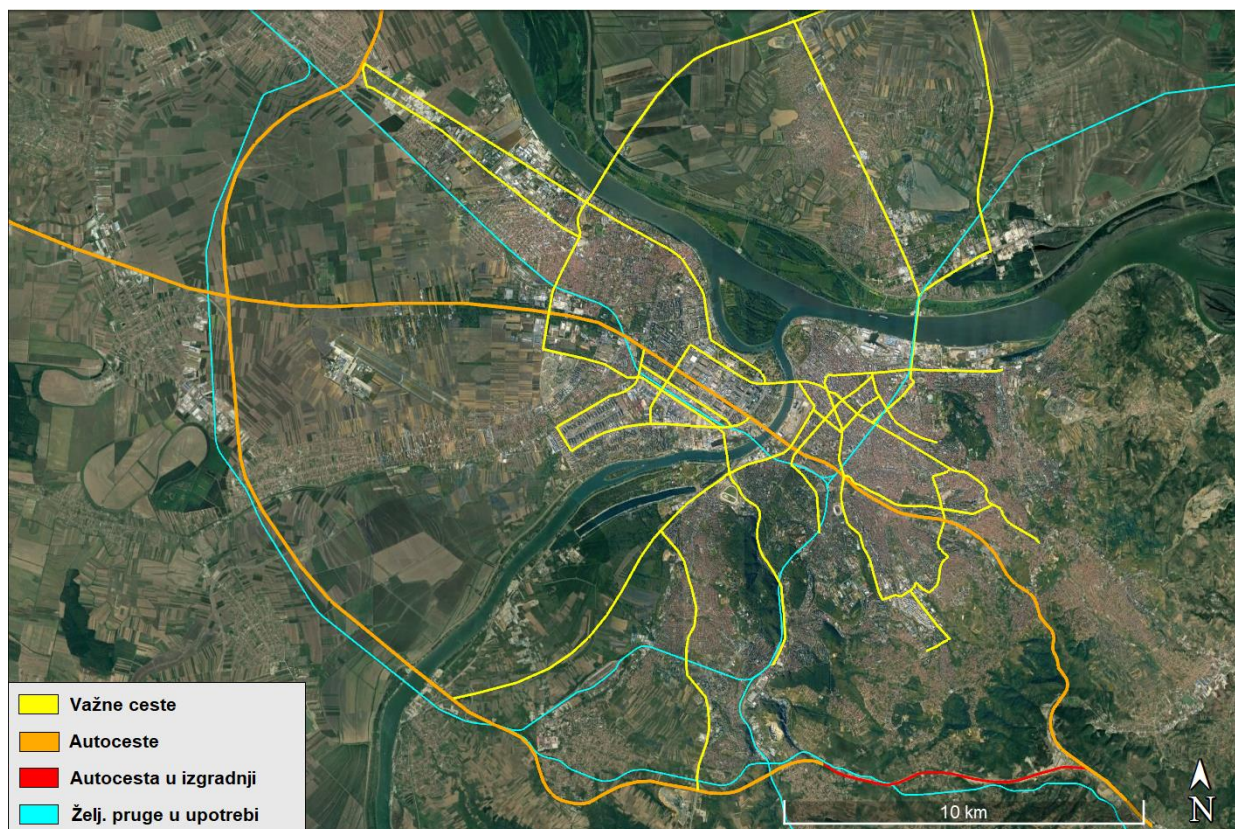 Važne ceste
Autoceste
Autocesta u izgradnji
Želj. pruge u upotrebi
10 km
N